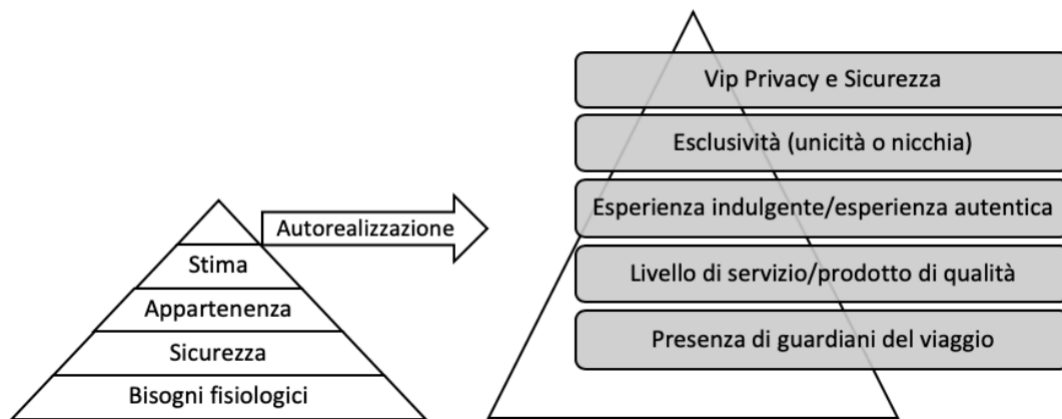 Vip Privacy e Sicurezza
Esclusività (unicità o nicchia)
Esperienza indulgente/esperienza autentica
Livello di servizio/prodotto di qualità
Presenza di guardiani del viaggio
Autorealizzazione
Stima
Appartenenza
Sicurezza
Bisogni fisiologici